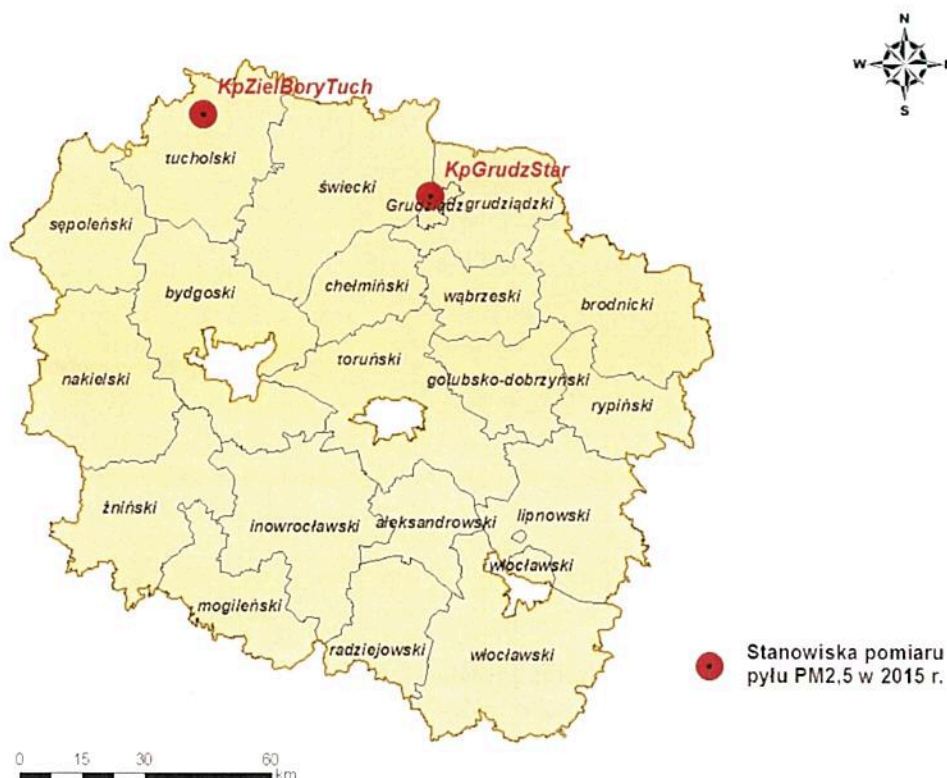 N
W
E
S
KpZielBoryTuch
tucholski
KpGrudzStar
świecki
Grudziądz grudziądzki
sępoleński
bydgoski
chełmiński
wąbrzeski
brodnicki
toruński
nakielski
golubsko-dobrzyński
rypiński
żniński
inowrocławski
aleksandrowski
lipnowski
włocławski
mogileński
radziejowski
włocławski
Stanowiska pomiaru
pyłu PM2,5 w 2015 r.
0 15 30 60
km